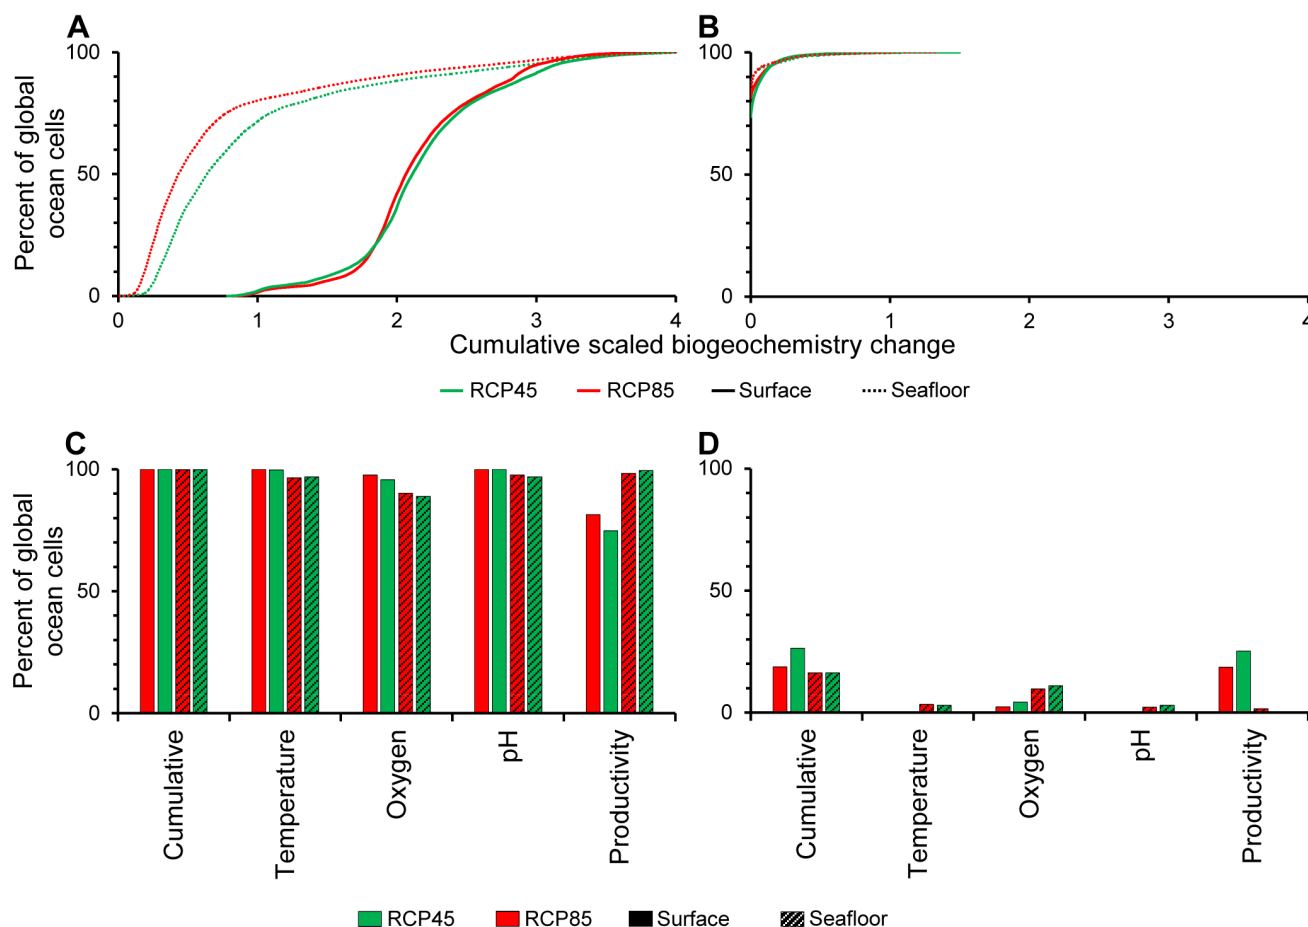 A
B
100
50
0
Percent of global
ocean cells
0
1
2
3
4
100
50
0
0
1
2
3
4
Cumulative scaled biogeochemistry change
RCP45
RCP85
Surface
Seafloor
C
D
100
50
0
Percent of global
ocean cells
Cumulative
Temperature
Oxygen
pH
Productivity
100
50
0
Cumulative
Temperature
Oxygen
pH
Productivity
RCP45
RCP85
Surface
Seafloor